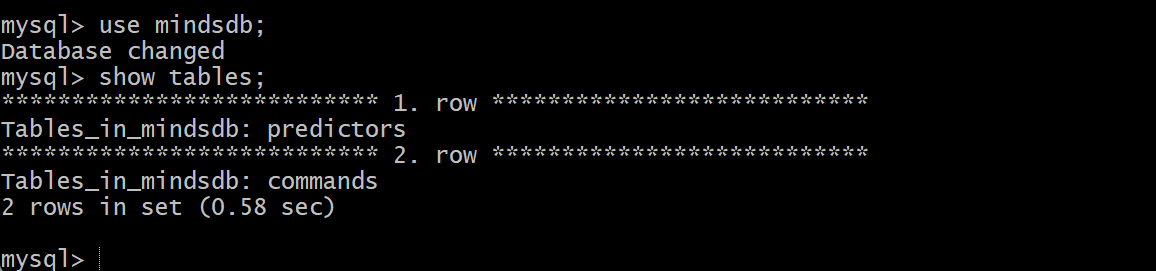 mysql> use mindsdb;
Database changed
mysql> show tables;
*************************** 1. row ***************************
Tables_in_mindsdb: predictors
*************************** 2. row ***************************
Tables_in_mindsdb: commands
2 rows in set (0.58 sec)
mysql>